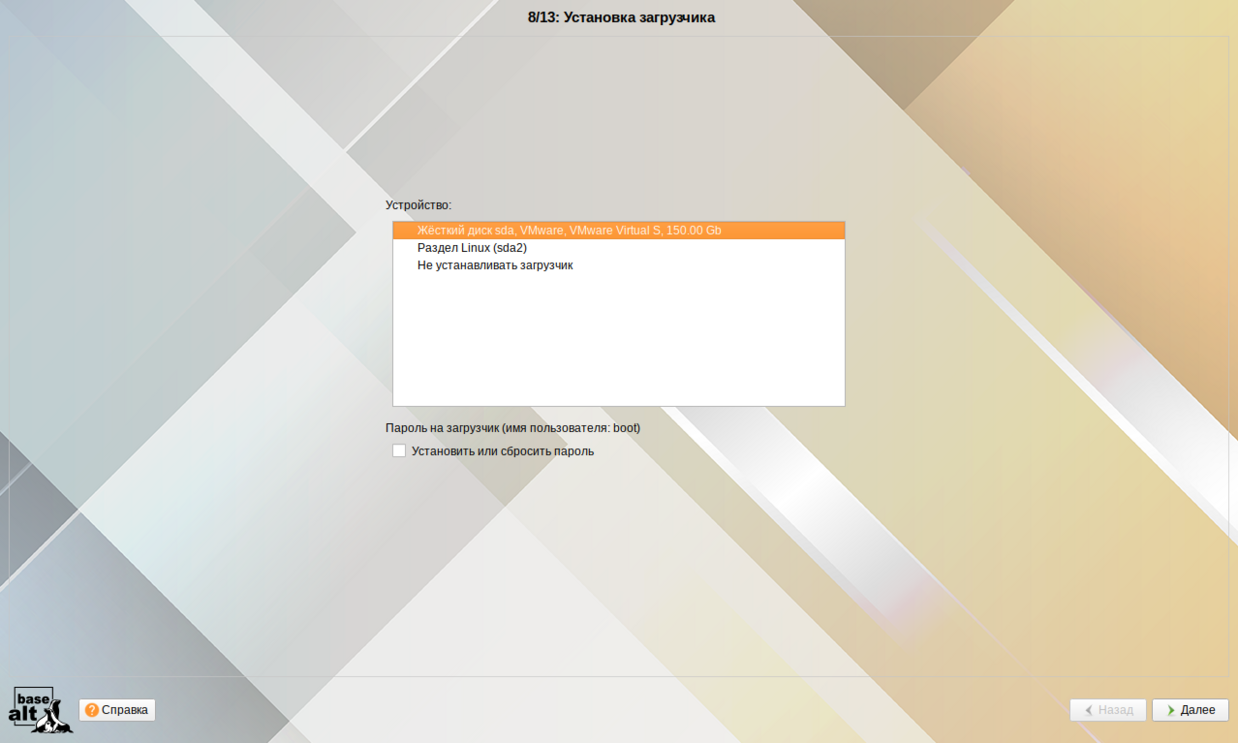 8/13: Установка загрузчика
Устройство:
Жёсткий диск sda, VMware, VMware Virtual S, 150.00 Gb
Раздел Linux (sda2)
Не устанавливать загрузчик
Пароль на загрузчик (имя пользователя: boot)
Установить или сбросить пароль
base
alt
Справка
Назад
Далее